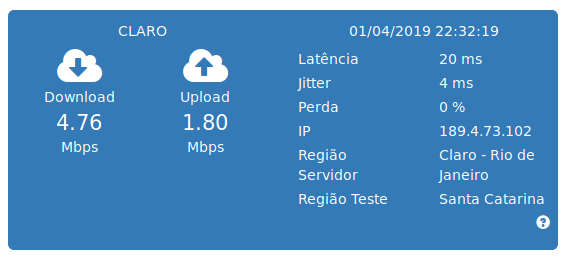 CLARO
Download
4.76
Mbps
Upload
1.80
Mbps
01/04/2019 22:32:19
Latência 20 ms
Jitter 4 ms
Perda 0 %
IP 189.4.73.102
Região Claro - Rio de
Servidor Janeiro
Região Teste Santa Catarina
?